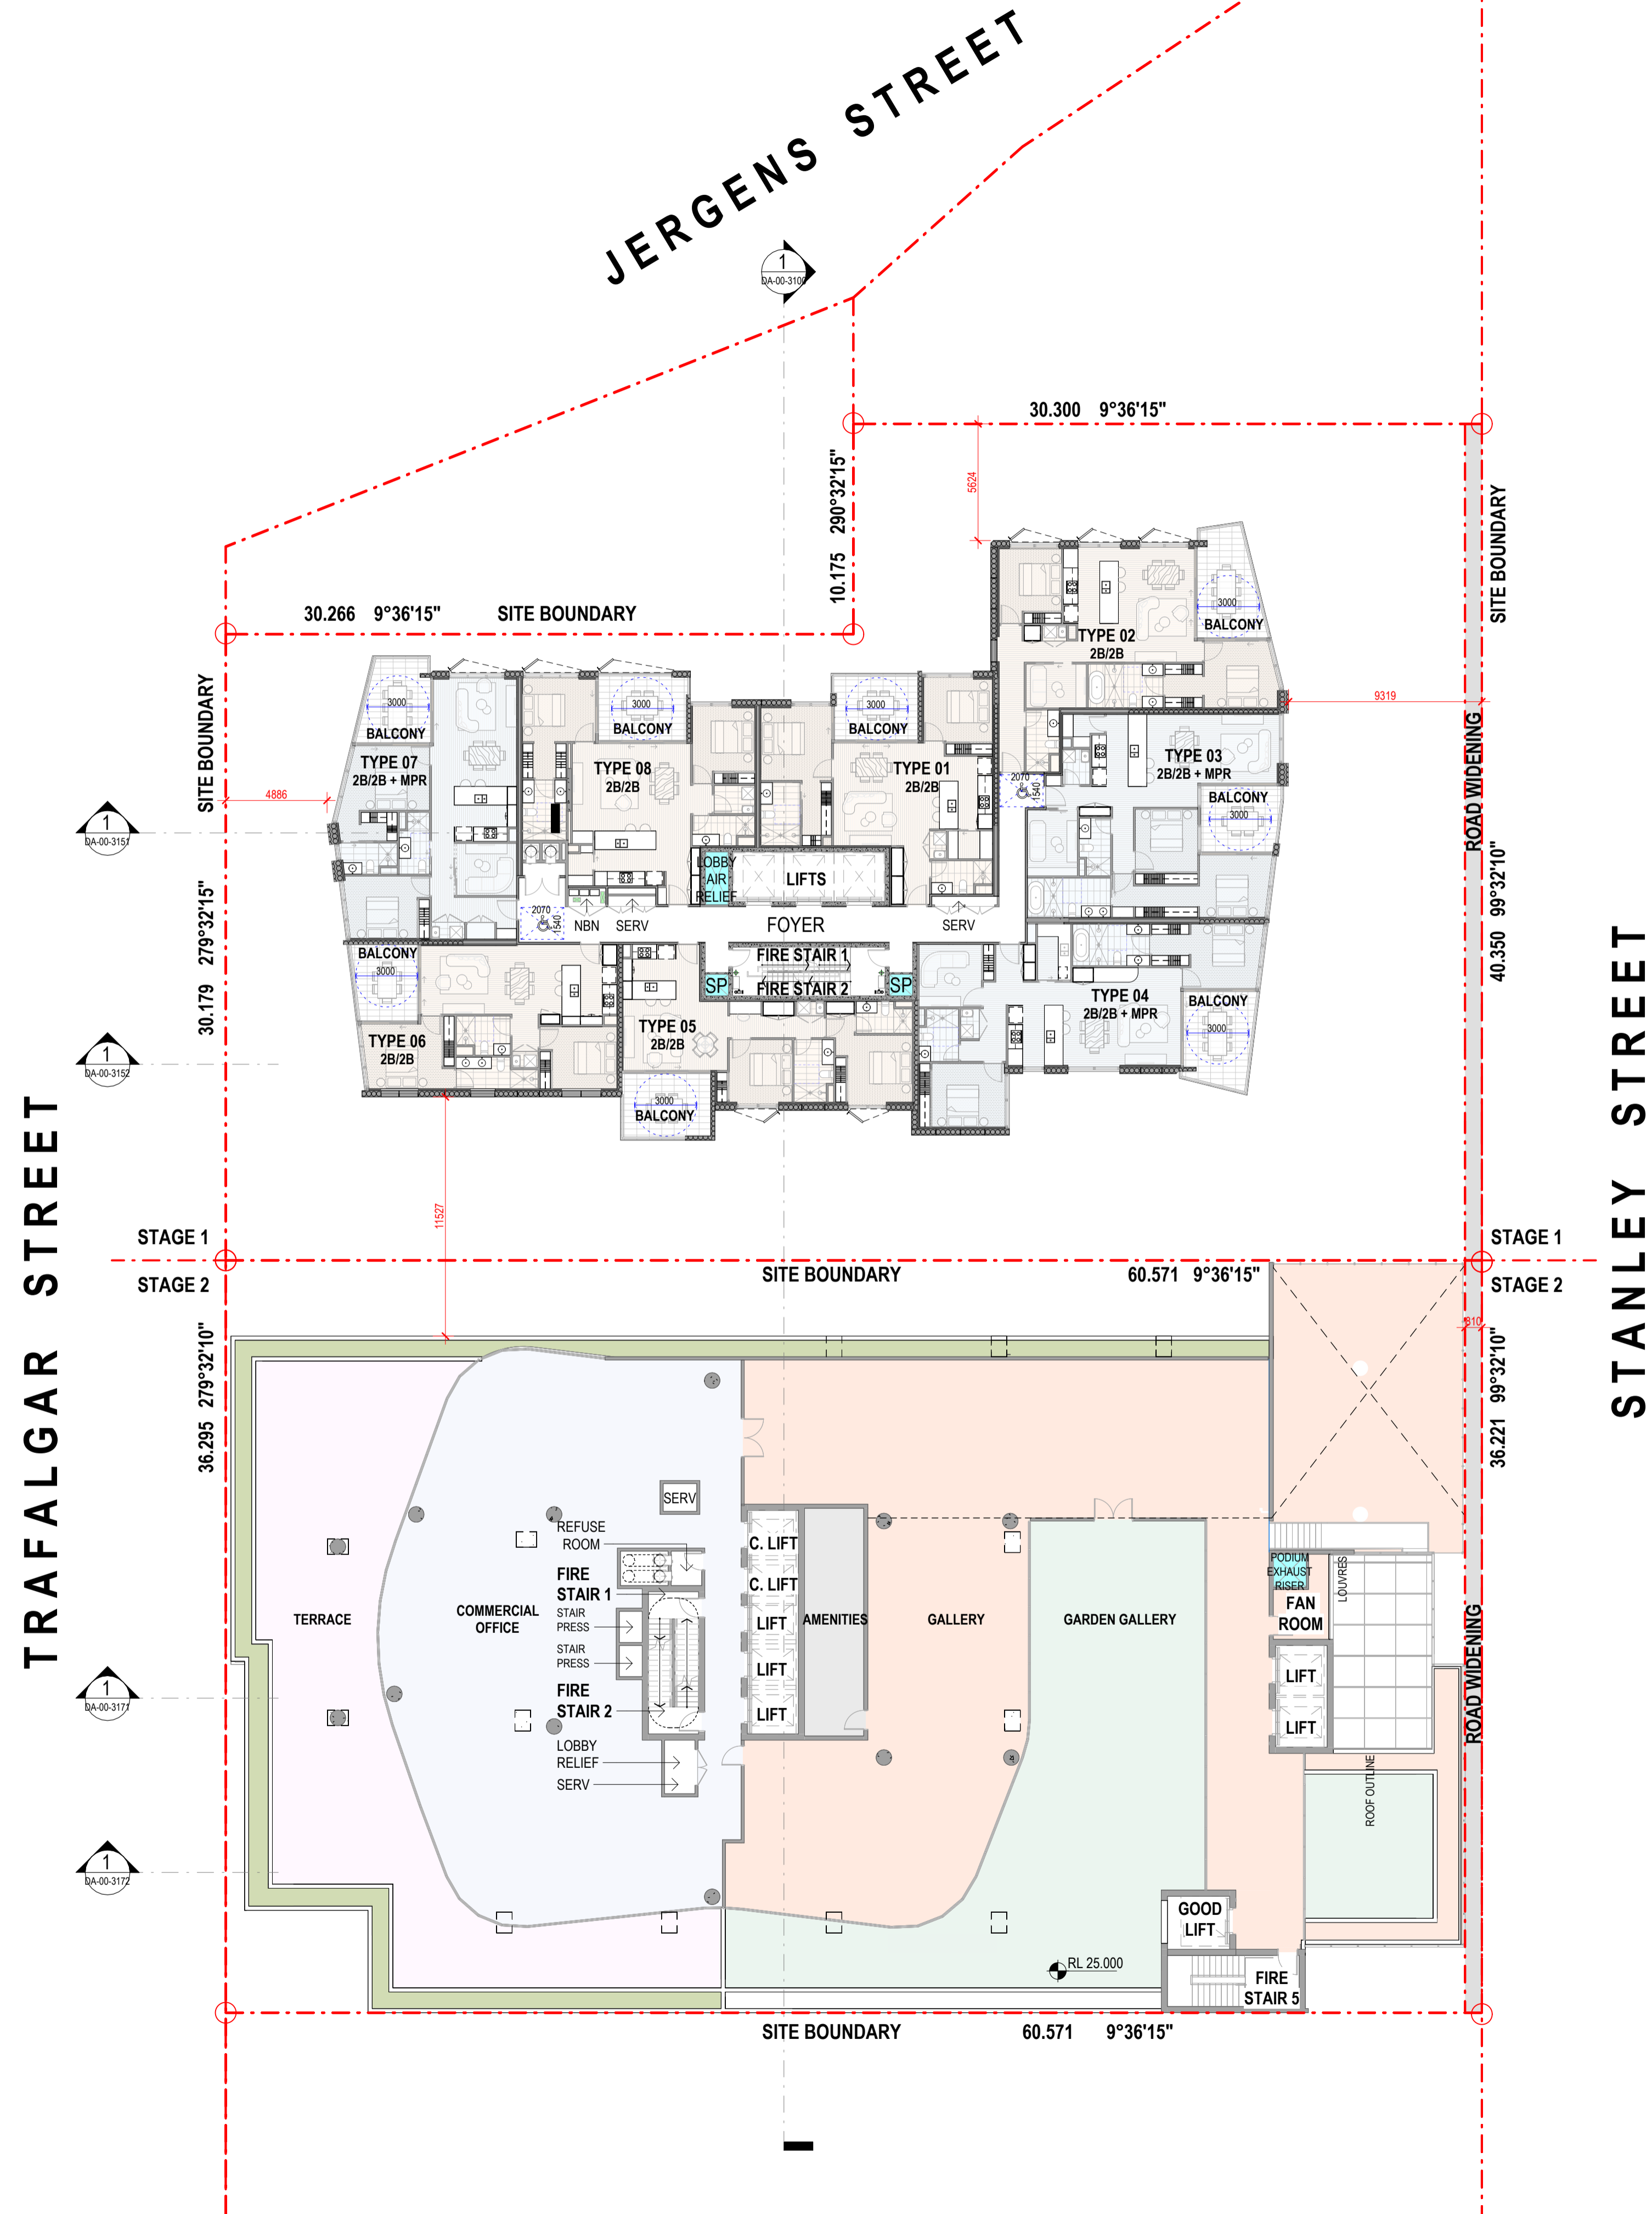 JERGENS STREET
1
DA-00-3100
30.300 9°36'15"
5624
10.175 290°32'15"
SITE BOUNDARY
30.266 9°36'15" SITE BOUNDARY
3000
BALCONY
TYPE 02
2B/2B
9319
SITE BOUNDARY
3000
BALCONY
3000
BALCONY
3000
BALCONY
ROAD WIDENING
TYPE 07
2B/2B + MPR
TYPE 08
2B/2B
TYPE 01
2B/2B
TYPE 03
2B/2B + MPR
4886
2070
1540
BALCONY
3000
1
DA-00-3151
LOBBY
AIR
RELIEF
LIFTS
30.179 279°32'15"
40.350 99°32'10"
2070
1540
NBN
SERV
FOYER
SERV
BALCONY
3000
FIRE STAIR 1
SP
FIRE STAIR 2
SP
TYPE 06
2B/2B
TYPE 05
2B/2B
TYPE 04
2B/2B + MPR
BALCONY
3000
1
DA-00-3152
3000
BALCONY
TRAFALGAR STREET
STANLEY STREET
11527
STAGE 1
STAGE 1
SITE BOUNDARY 60.571 9°36'15"
STAGE 2
STAGE 2
810
36.295 279°32'10"
36.221 99°32'10"
SERV
REFUSE
ROOM
C. LIFT
FIRE
STAIR 1
C. LIFT
PODIUM
EXHAUST
RISER
LOUVRES
STAIR
PRESS
FAN
ROOM
TERRACE
COMMERCIAL
OFFICE
LIFT
AMENITIES
GALLERY
GARDEN GALLERY
ROAD WIDENING
STAIR
PRESS
LIFT
LIFT
FIRE
STAIR 2
LIFT
LIFT
1
DA-00-3171
LOBBY
RELIEF
SERV
ROOF OUTLINE
1
DA-00-3172
GOOD
LIFT
RL 25.000
FIRE
STAIR 5
SITE BOUNDARY 60.571 9°36'15"